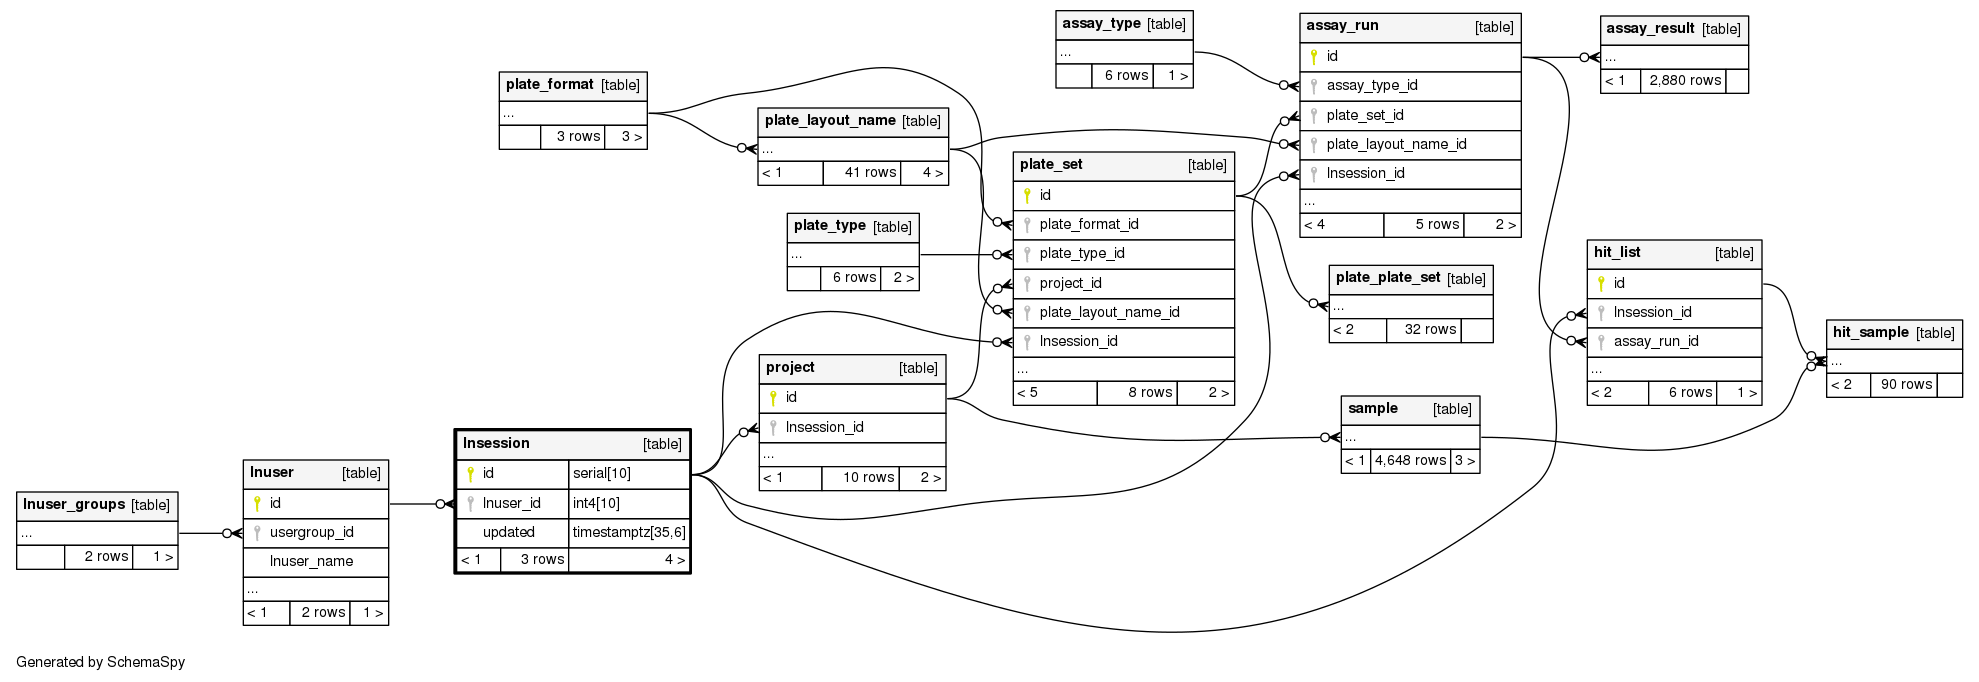 assay_type [table]
...
6 rows 1 >
assay_run [table]
id
assay_type_id
plate_set_id
plate_layout_name_id
lnsession_id
...
< 4 5 rows 2 >
assay_result [table]
...
< 1 2,880 rows
plate_format [table]
...
3 rows 3 >
plate_layout_name [table]
...
< 1 41 rows 4 >
plate_set [table]
id
plate_format_id
plate_type_id
project_id
plate_layout_name_id
lnsession_id
...
< 5 8 rows 2 >
plate_type [table]
...
6 rows 2 >
plate_plate_set [table]
...
< 2 32 rows
hit_list [table]
id
lnsession_id
assay_run_id
...
< 2 6 rows 1 >
hit_sample [table]
...
< 2 90 rows
project [table]
id
lnsession_id
...
< 1 10 rows 2 >
sample [table]
...
< 1 4,648 rows 3 >
lnsession [table]
id serial[10]
lnuser_id int4[10]
updated timestamptz[35,6]
< 1 3 rows 4 >
lnuser [table]
id
usergroup_id
lnuser_name
...
< 1 2 rows 1 >
lnuser_groups [table]
...
2 rows 1 >
Generated by SchemaSpy